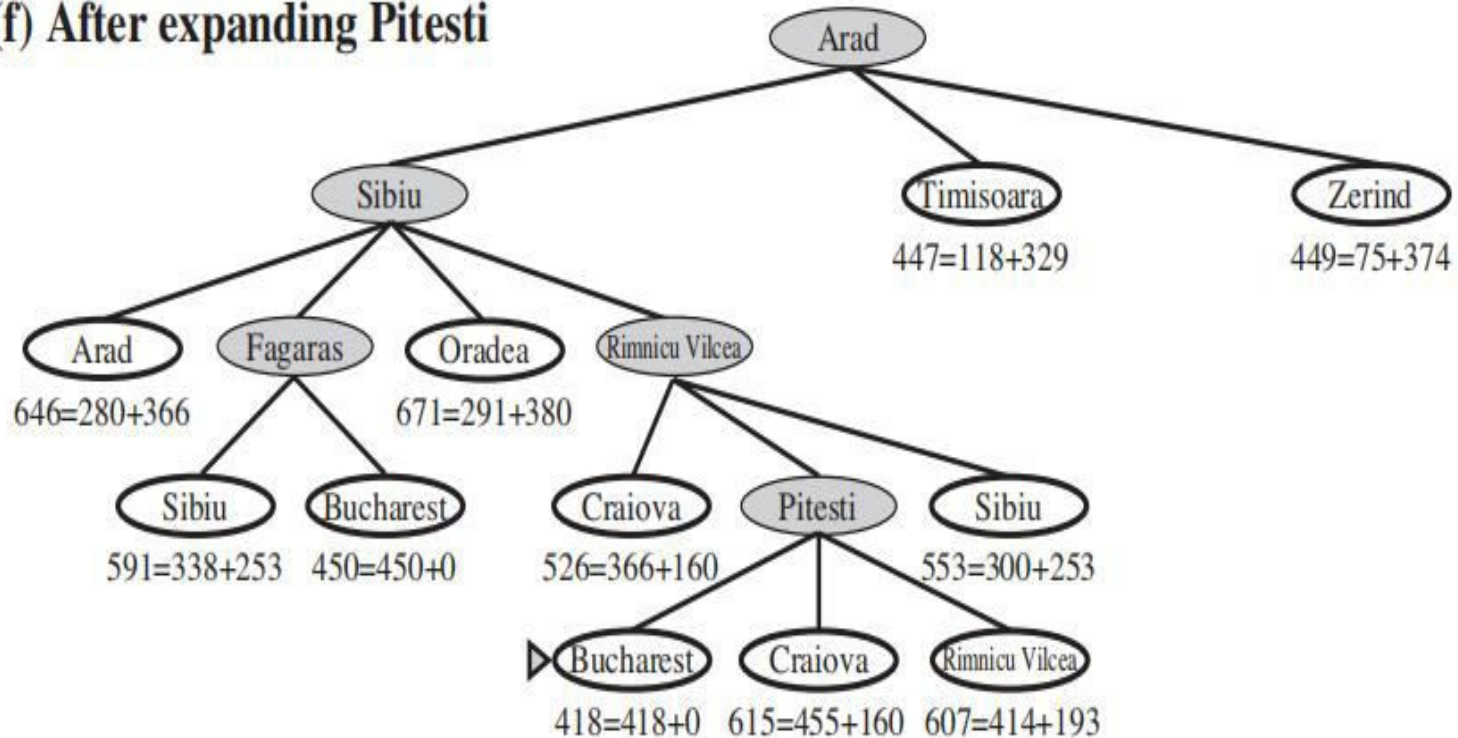 (f) After expanding Pitesti
Arad
Sibiu
Timisoara
Zerind
447=118+329
449=75+374
Arad
Fagaras
Oradea
Rimnicu Vilcea
646=280+366
671=291+380
Sibiu
Bucharest
Craiova
Pitesti
Sibiu
591=338+253
450=450+0
526=366+160
553=300+253
Bucharest
Craiova
Rimnicu Vilcea
418=418+0
615=455+160
607=414+193